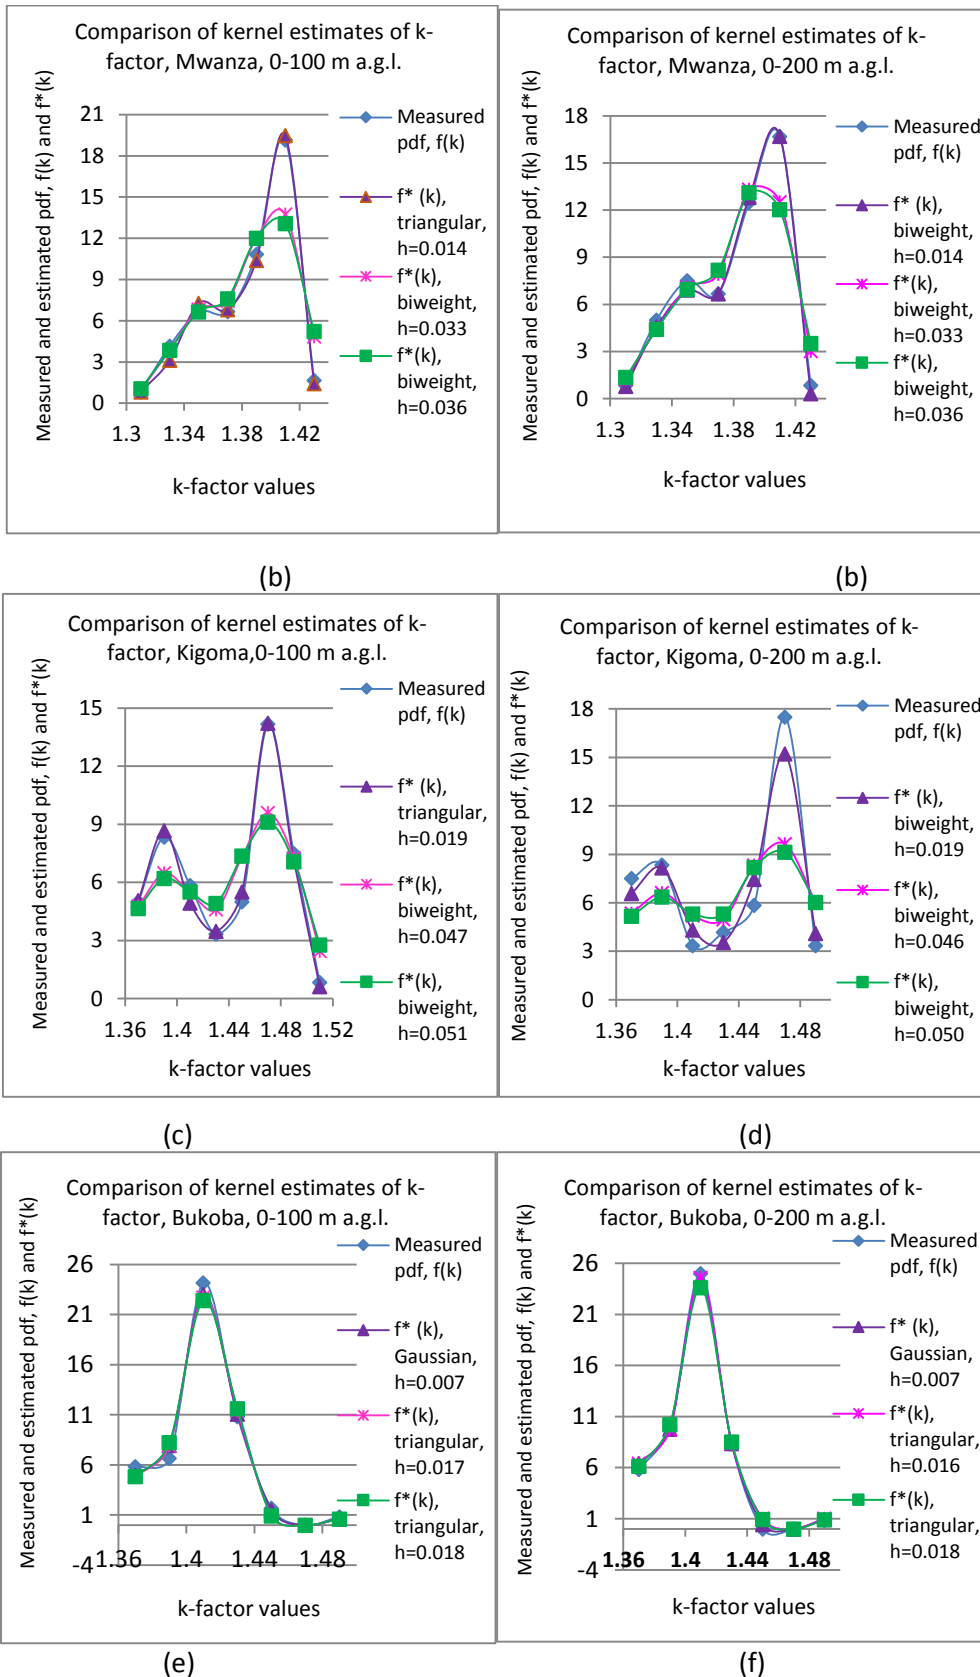 Comparison of kernel estimates of k-
factor, Mwanza, 0-100 m a.g.l.
Measured and estimated pdf, f(k) and f*(k)
21
18
15
12
9
6
3
0
1.3 1.34 1.38 1.42
k-factor values
Measured
pdf, f(k)
f* (k),
triangular,
h=0.014
f*(k),
biweight,
h=0.033
f*(k),
biweight,
h=0.036
(b)
Comparison of kernel estimates of k-
factor, Mwanza, 0-200 m a.g.l.
Measured and estimated pdf, f(k) and f*(k)
18
15
12
9
6
3
0
1.3 1.34 1.38 1.42
k-factor values
Measured
pdf, f(k)
f* (k),
biweight,
h=0.014
f*(k),
biweight,
h=0.033
f*(k),
biweight,
h=0.036
(b)
Comparison of kernel estimates of k-
factor, Kigoma,0-100 m a.g.l.
Measured and estimated pdf, f(k) and f*(k)
15
12
9
6
3
0
1.36 1.4 1.44 1.48 1.52
k-factor values
Measured
pdf, f(k)
f* (k),
triangular,
h=0.019
f*(k),
biweight,
h=0.047
f*(k),
biweight,
h=0.051
(c)
Comparison of kernel estimates of k-
factor, Kigoma, 0-200 m a.g.l.
Measured and estimated pdf, f(k) and f*(k)
18
15
12
9
6
3
0
1.36 1.4 1.44 1.48
k-factor values
Measured
pdf, f(k)
f* (k),
biweight,
h=0.019
f*(k),
biweight,
h=0.046
f*(k),
biweight,
h=0.050
(d)
Comparison of kernel estimates of k-
factor, Bukoba, 0-100 m a.g.l.
Measured and estimated pdf, f(k) and f*(k)
26
21
16
11
6
1
-4
1.36 1.4 1.44 1.48
k-factor values
Measured
pdf, f(k)
f* (k),
Gaussian,
h=0.007
f*(k),
triangular,
h=0.017
f*(k),
triangular,
h=0.018
(e)
Comparison of kernel estimates of k-
factor, Bukoba, 0-200 m a.g.l.
Measured and estimated pdf, f(k) and f*(k)
26
21
16
11
6
1
-4
1.36 1.4 1.44 1.48
k-factor values
Measured
pdf, f(k)
f* (k),
Gaussian,
h=0.007
f*(k),
triangular,
h=0.016
f*(k),
triangular,
h=0.018
(f)